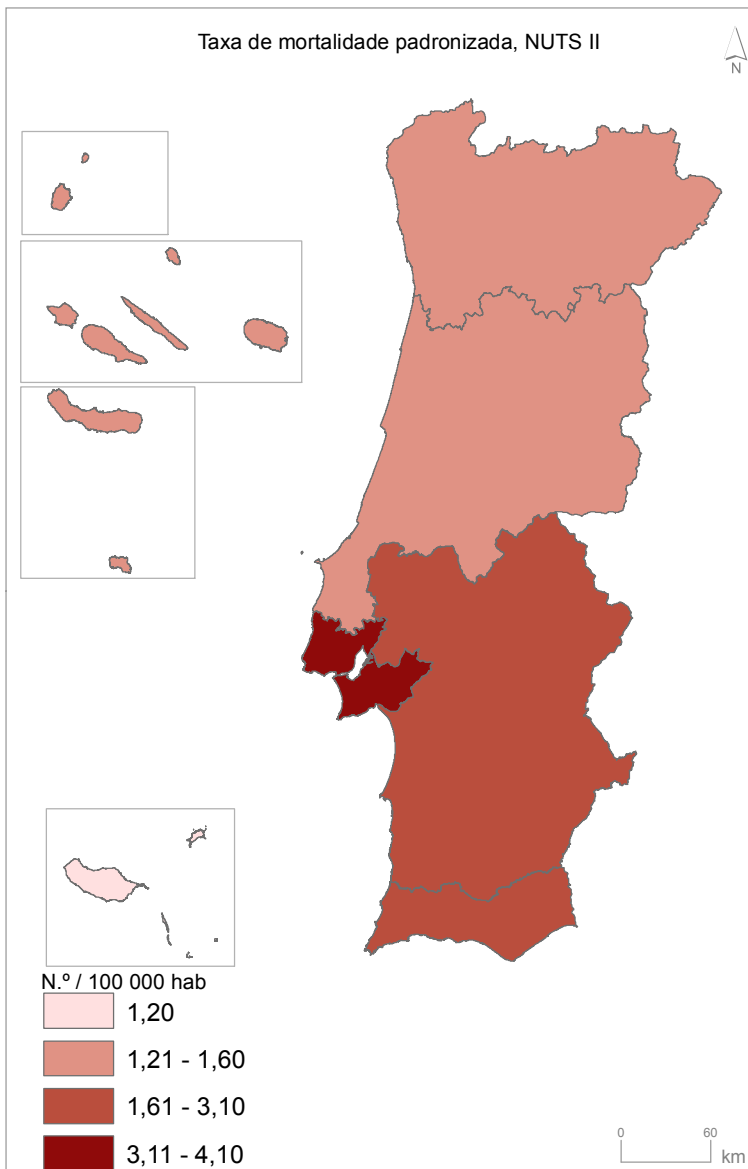 Taxa de mortalidade padronizada, NUTS II
N
N.º / 100 000 hab
1,20
1,21 - 1,60
1,61 - 3,10
3,11 - 4,10
0 60
km